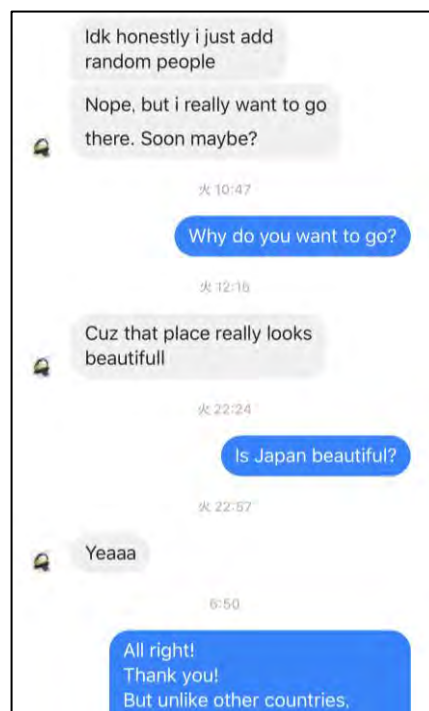 Idk honestly i just add
random people
Nope, but i really want to go
there. Soon maybe?
火 10:47
Why do you want to go?
火 12:16
Cuz that place really looks
beautifull
火 22:24
Is Japan beautiful?
火 22:57
Yeaaa
6:50
All right!
Thank you!
But unlike other countries,